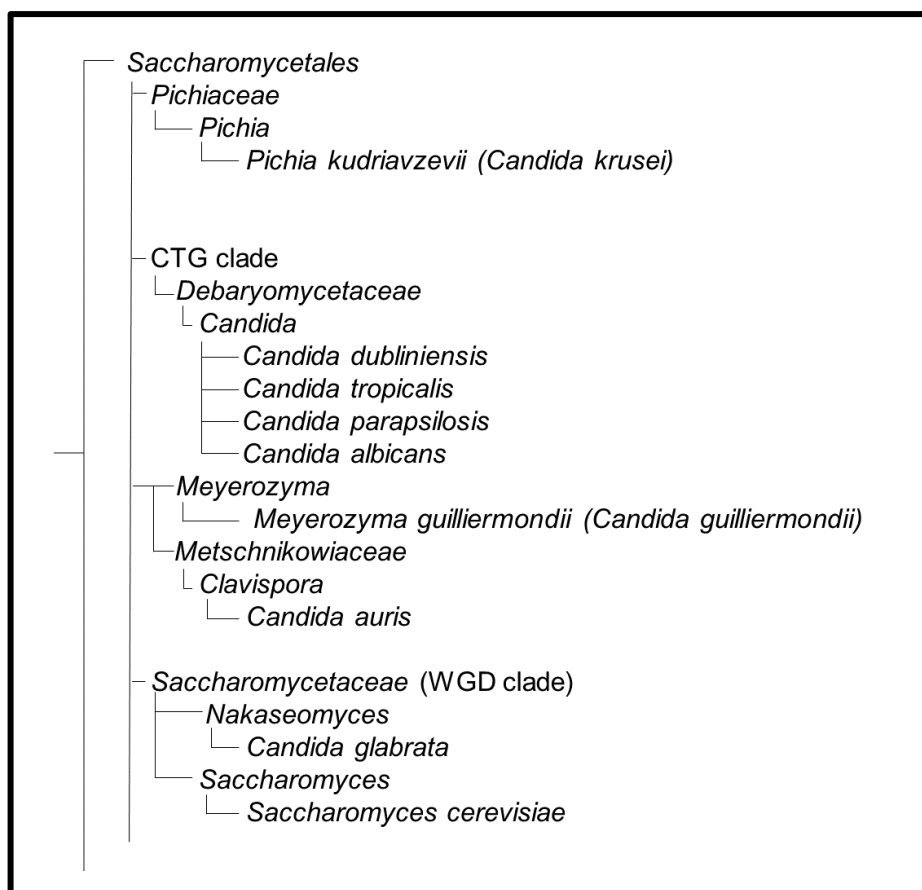 Saccharomycetales
Pichiaceae
Pichia
Pichia kudriavzevii (Candida krusei)
CTG clade
Debaryomycetaceae
Candida
Candida dubliniensis
Candida tropicalis
Candida parapsilosis
Candida albicans
Meyerozyma
Meyerozyma guilliermondii (Candida guilliermondii)
Metschnikowiaceae
Clavispora
Candida auris
Saccharomycetaceae (WGD clade)
Nakaseomyces
Candida glabrata
Saccharomyces
Saccharomyces cerevisiae